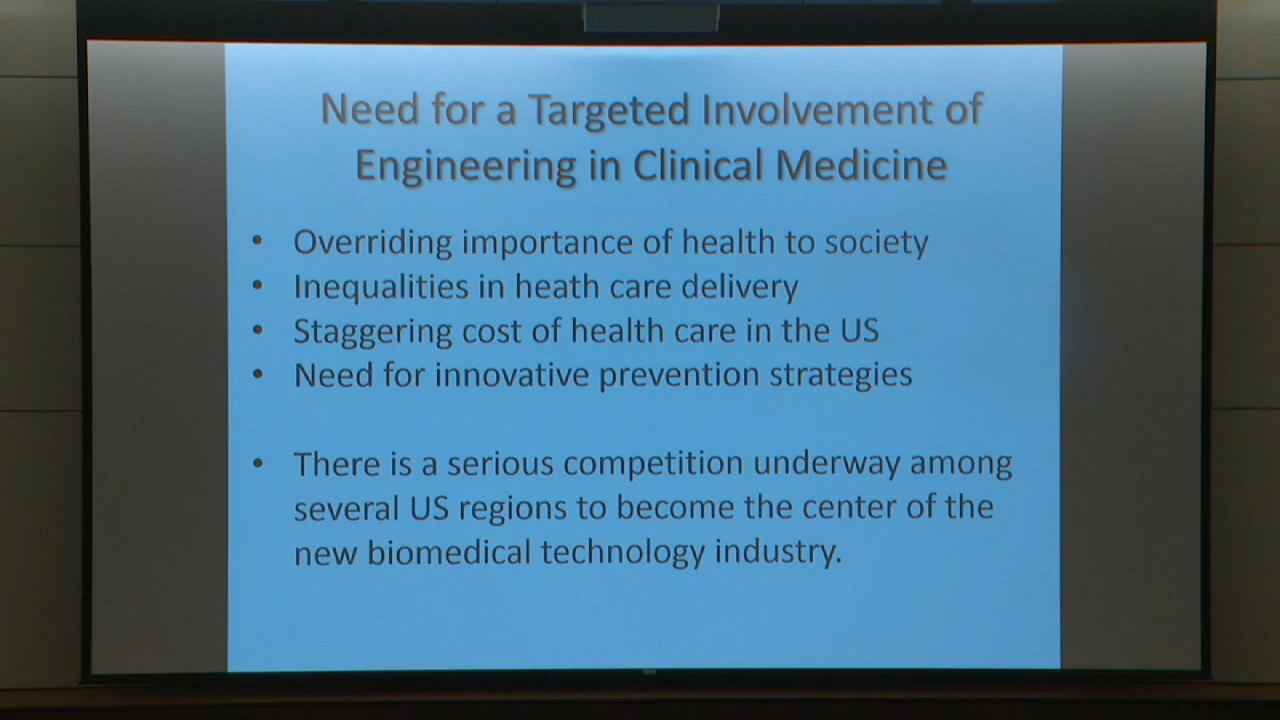 Need for a Targeted Involvement of
Engineering in Clinical Medicine
• Overriding importance of health to society
• Inequalities in heath care delivery
• Staggering cost of health care in the US
• Need for innovative prevention strategies
• There is a serious competition underway among
several US regions to become the center of the
new biomedical technology industry.